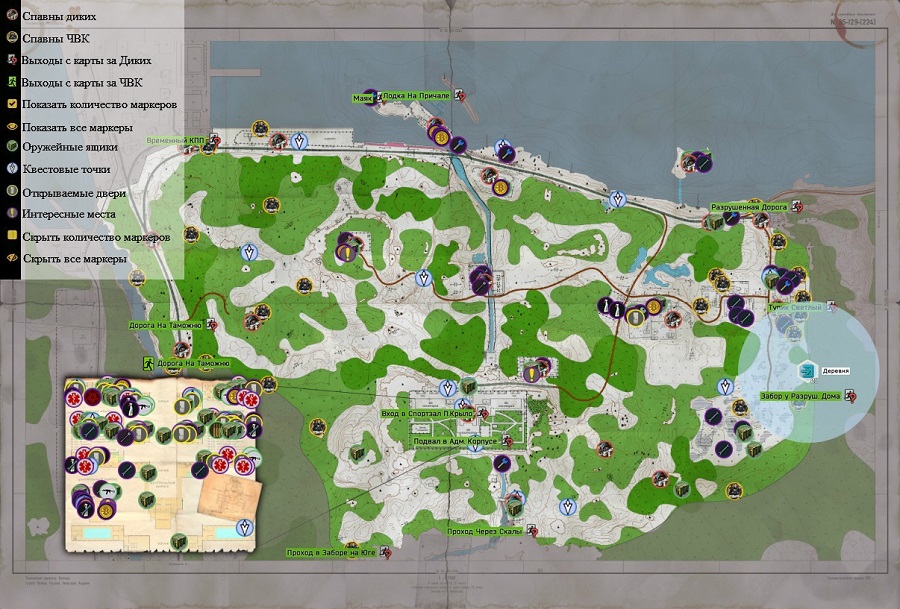 Спавны диких
Спавны ЧВК
Выходы с карты за Диких
Выходы с карты за ЧВК
Показать количество маркеров
Показать все маркеры
Оружейные ящики
Квестовые точки
Открываемые двери
Интересные места
Скрыть количество маркеров
Скрыть все маркеры
Маяк
Лодка На Причале
Временный КПП
Разрушенная Дорога
Тупик Светлый
Дорога На Таможню
Дорога На Таможню
Деревня
Забор у Разруш. Дома
Вход в Спортзал П.Крыло
Подвал в Адм. Корпусе
Проход Через Скалы
Проход в Заборе на Юге